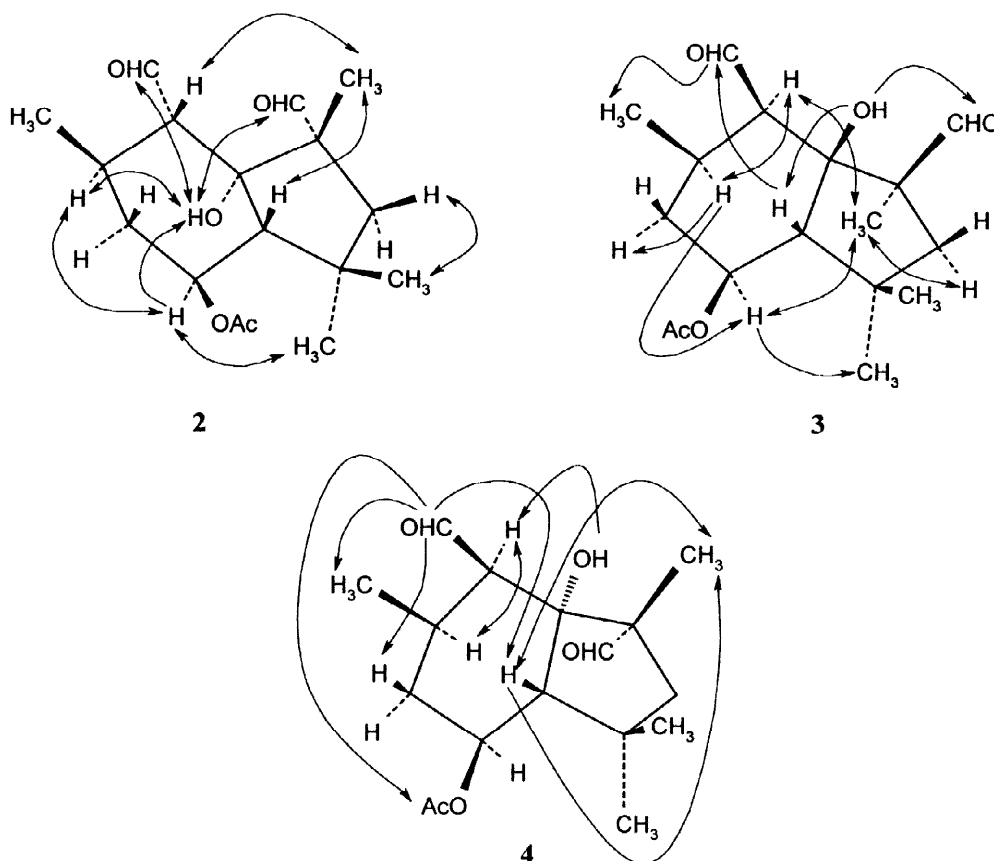 OHC H CH₃
H₃C OHC
H H HO H H
H H
H OAc CH₃
H₃C
2
OHC H OH CHO
H₃C
H H H H₃C H
H
AcO H CH₃ H
CH₃
3
OHC H OH CH₃
H₃C
H OHC
H H
H CH₃
AcO H
CH₃
4